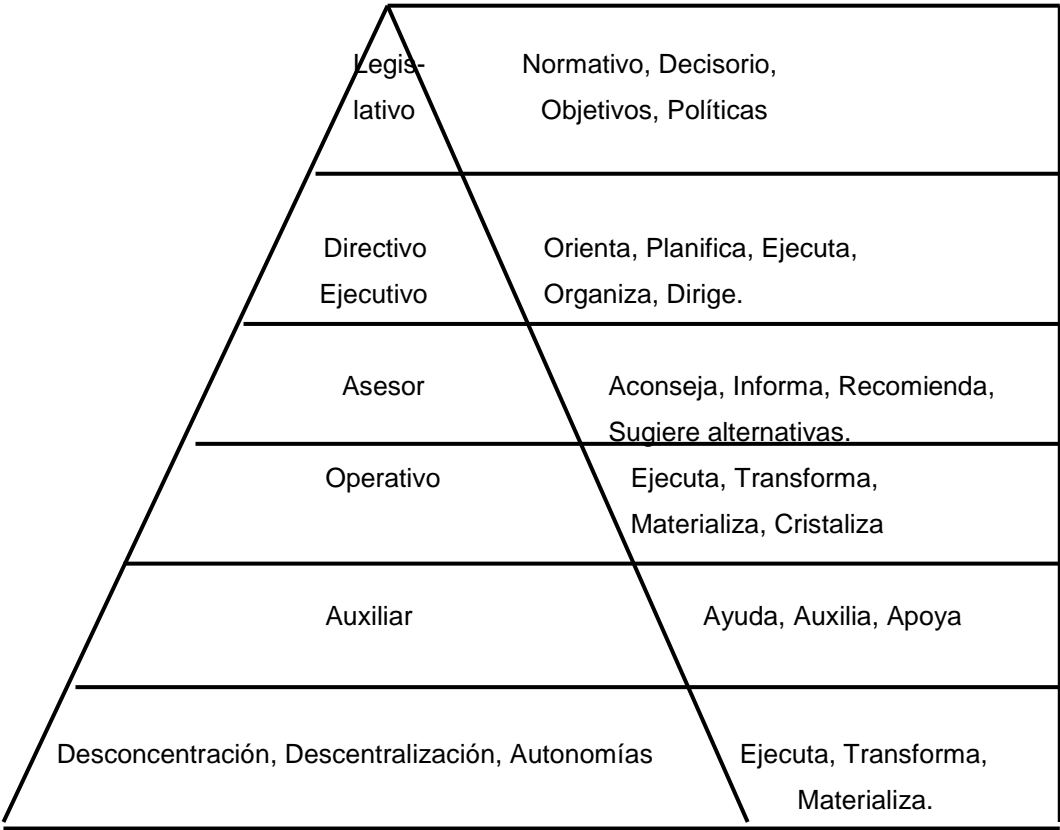 Legis- Normativo, Decisorio,
lativo Objetivos, Políticas
Directivo Orienta, Planifica, Ejecuta,
Ejecutivo Organiza, Dirige.
Asesor Aconseja, Informa, Recomienda,
Sugiere alternativas.
Operativo Ejecuta, Transforma,
Materializa, Cristaliza
Auxiliar Ayuda, Auxilia, Apoya
Desconcentración, Descentralización, Autonomías Ejecuta, Transforma,
Materializa.